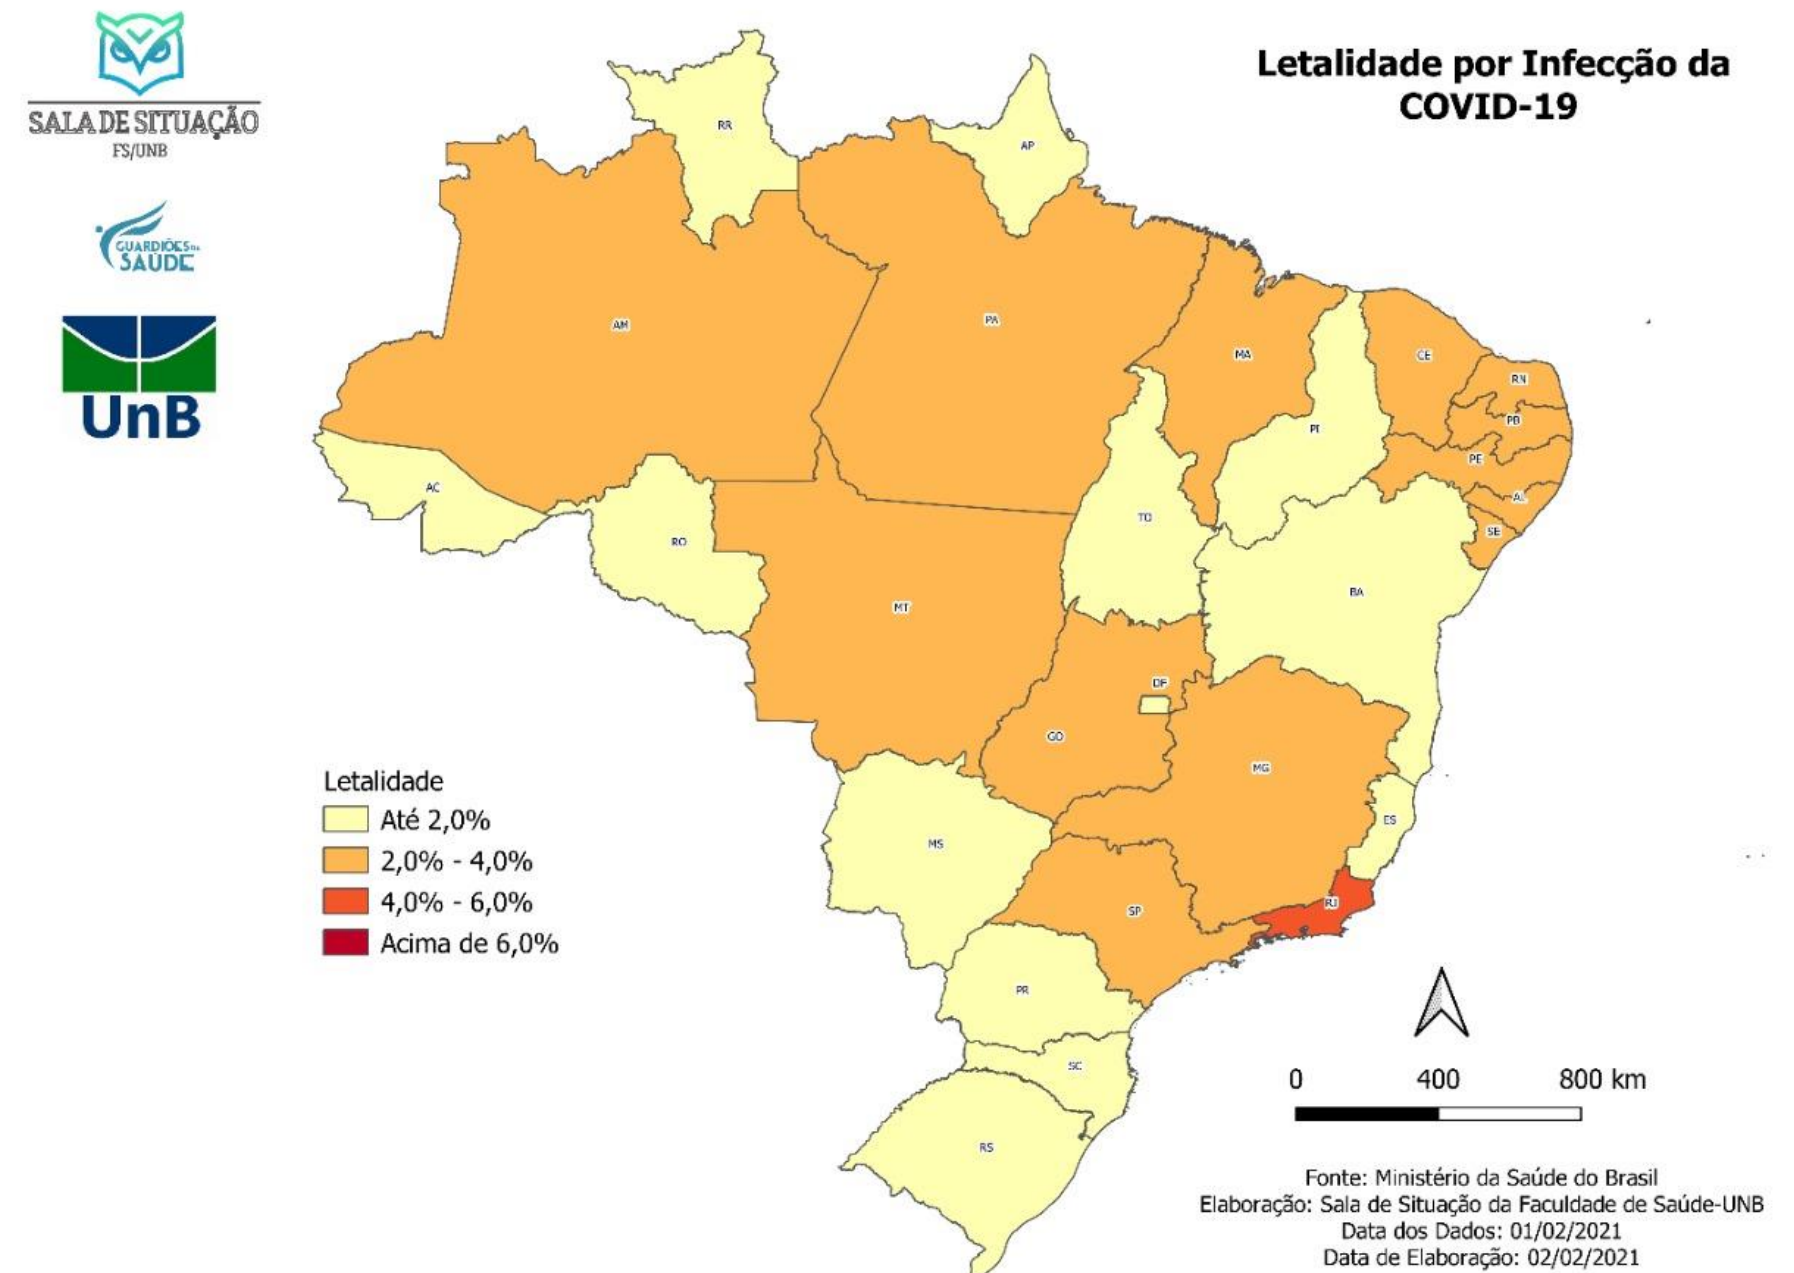 SALA DE SITUAÇÃO
FS/UNB
GUARDIÕES DA
SAÚDE
UnB
Letalidade por Infecção da
COVID-19
RR
AP
AM
PA
MA
CE
RN
PB
PI
PE
AL
SE
AC
RO
TO
BA
MT
DF
GO
MG
ES
MS
SP
RJ
PR
SC
RS
Letalidade
Até 2,0%
2,0% - 4,0%
4,0% - 6,0%
Acima de 6,0%
0 400 800 km
Fonte: Ministério da Saúde do Brasil
Elaboração: Sala de Situação da Faculdade de Saúde-UNB
Data dos Dados: 01/02/2021
Data de Elaboração: 02/02/2021